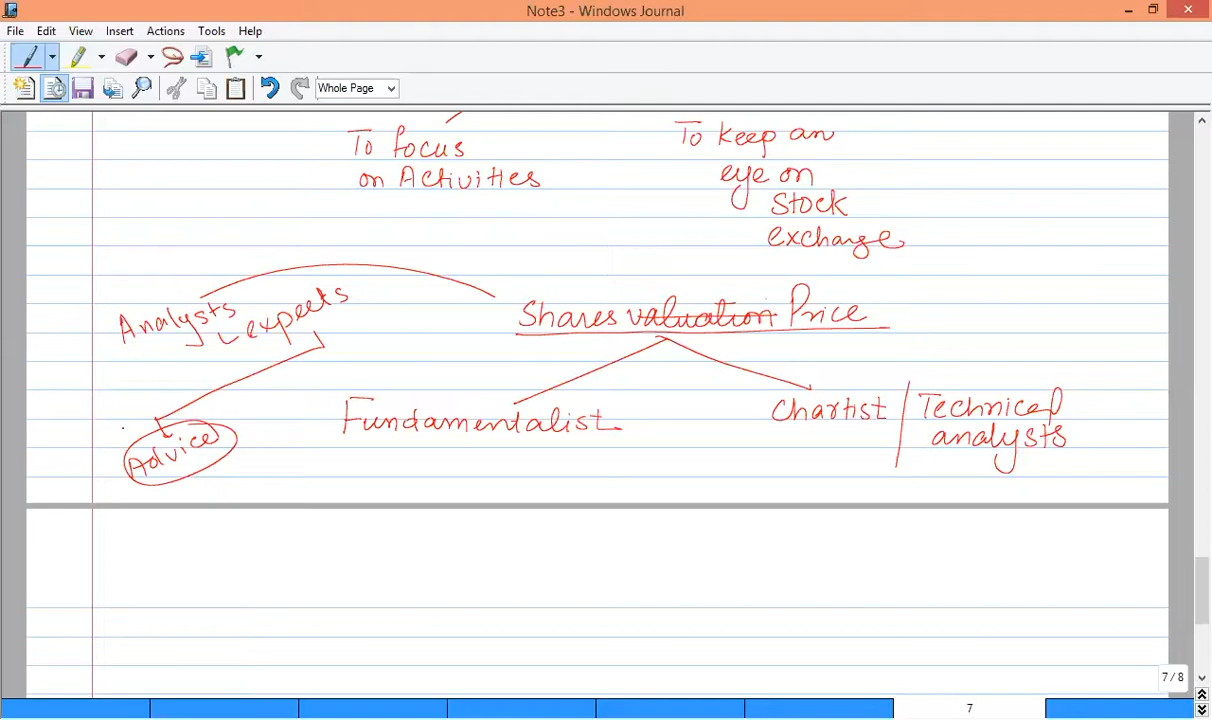 Note3 - Windows Journal
File Edit View Insert Actions Tools Help
Whole Page
To focus
on Activities
To keep an
eye on
Stock
exchange
Analysts
experts
Shares valuation Price
Advice
Fundamentalist.
Chartist
Technical
analysts
7 / 8
7